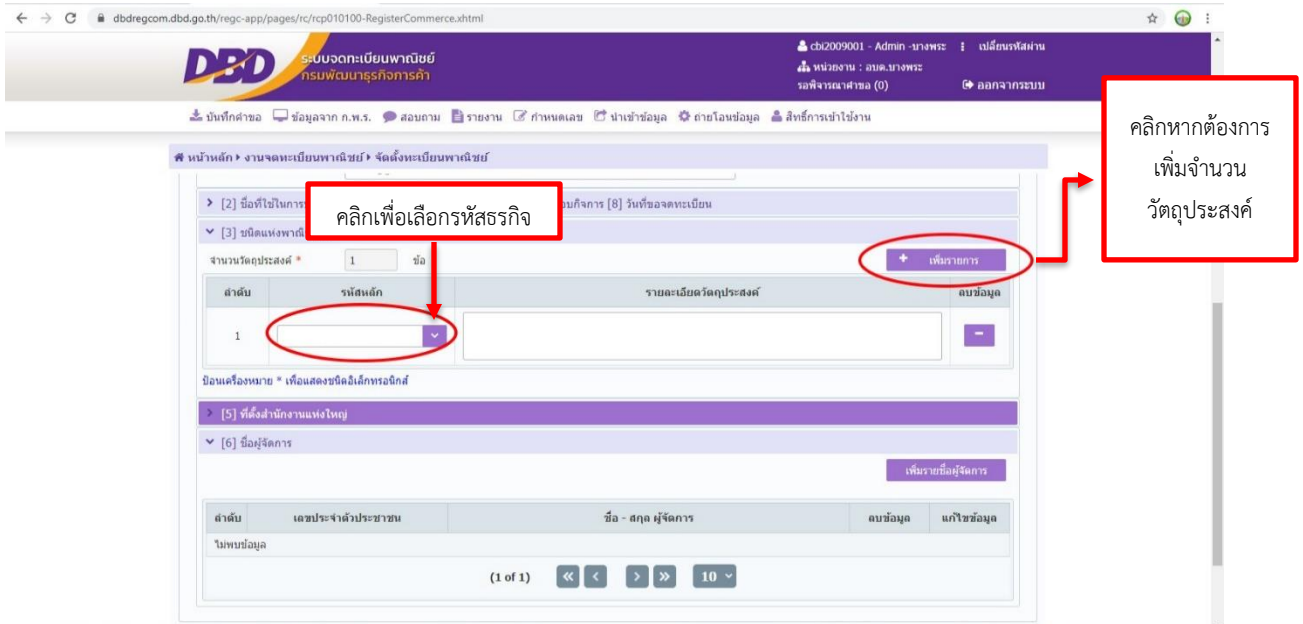 dbdregcom.dbd.go.th/regc-app/pages/rc/rcp010100-RegisterCommerce.xhtml
DBD
ระบบจดทะเบียนพาณิชย์
กรมพัฒนาธุรกิจการค้า
cbi2009001 - Admin -บางพระ
เปลี่ยนรหัสผ่าน
หน่วยงาน : อบต.บางพระ
รอพิจารณาคำขอ (0)
ออกจากระบบ
บันทึกคำขอ ข้อมูลจาก ก.พ.ร. สอบถาม รายงาน กำหนดเลข นำเข้าข้อมูล ถ่ายโอนข้อมูล สิทธิ์การเข้าใช้งาน
คลิกหากต้องการ
เพิ่มจำนวน
วัตถุประสงค์
หน้าหลัก งานจดทะเบียนพาณิชย์ จัดตั้งทะเบียนพาณิชย์
[2] ชื่อที่ใช้ในการ
อบกิจการ [8] วันที่ขอจดทะเบียน
คลิกเพื่อเลือกรหัสธรกิจ
[3] ชนิดแห่งพาณิ
จำนวนวัตถุประสงค์ * 1 ข้อ
+ เพิ่มรายการ
ลำดับ รหัสหลัก รายละเอียดวัตถุประสงค์ ลบข้อมูล
1
ป้อนเครื่องหมาย * เพื่อแสดงชนิดอิเล็กทรอนิกส์
[5] ที่ตั้งสำนักงานแห่งใหญ่
[6] ชื่อผู้จัดการ
เพิ่มรายชื่อผู้จัดการ
ลำดับ เลขประจำตัวประชาชน ชื่อ - สกุล ผู้จัดการ ลบข้อมูล แก้ไขข้อมูล
ไม่พบข้อมูล
(1 of 1) 10